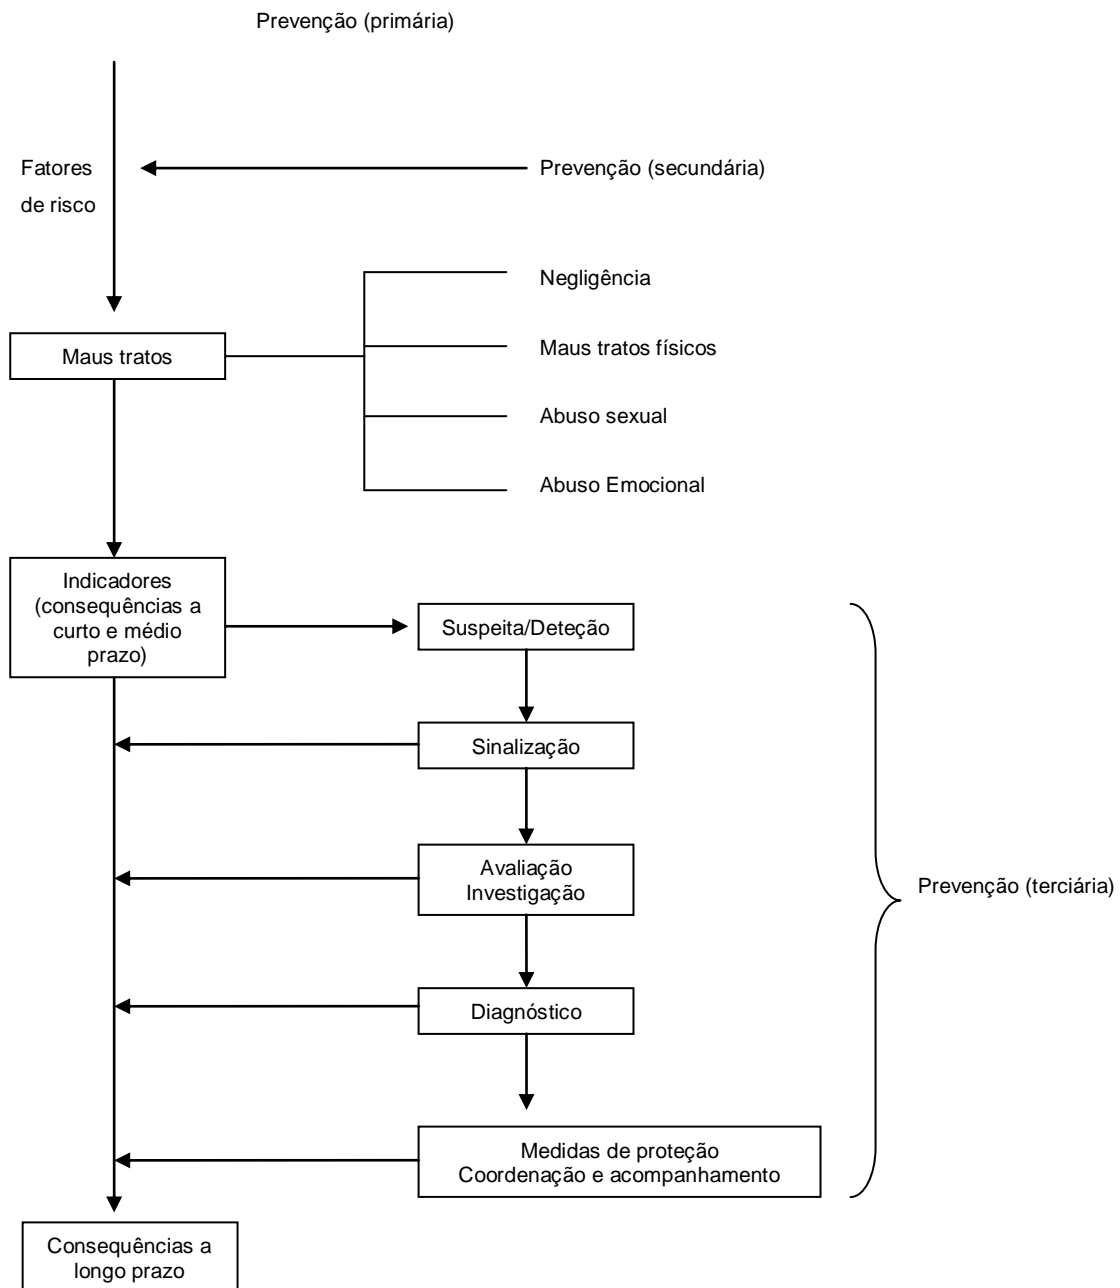 Prevenção (primária)
Fatores
de risco
Prevenção (secundária)
Negligência
Maus tratos
Maus tratos físicos
Abuso sexual
Abuso Emocional
Indicadores
(consequências a
curto e médio
prazo)
Suspeita/Deteção
Sinalização
Avaliação
Investigação
Prevenção (terciária)
Diagnóstico
Medidas de proteção
Coordenação e acompanhamento
Consequências a
longo prazo